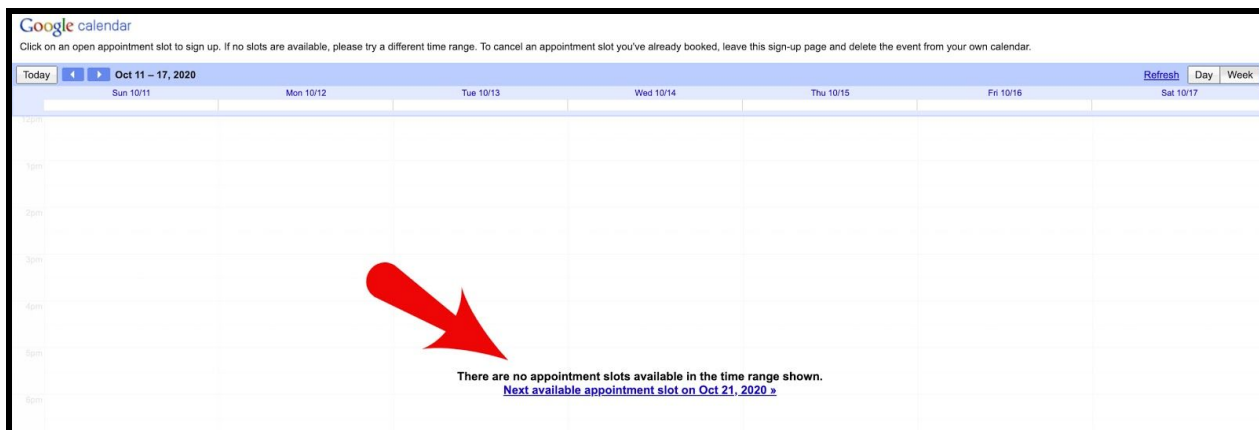 Google calendar
Click on an open appointment slot to sign up. If no slots are available, please try a different time range. To cancel an appointment slot you've already booked, leave this sign-up page and delete the event from your own calendar.
Today Oct 11 – 17, 2020 Refresh Day Week
Sun 10/11 Mon 10/12 Tue 10/13 Wed 10/14 Thu 10/15 Fri 10/16 Sat 10/17
12pm
1pm
2pm
3pm
4pm
5pm
There are no appointment slots available in the time range shown.
Next available appointment slot on Oct 21, 2020 »
6pm